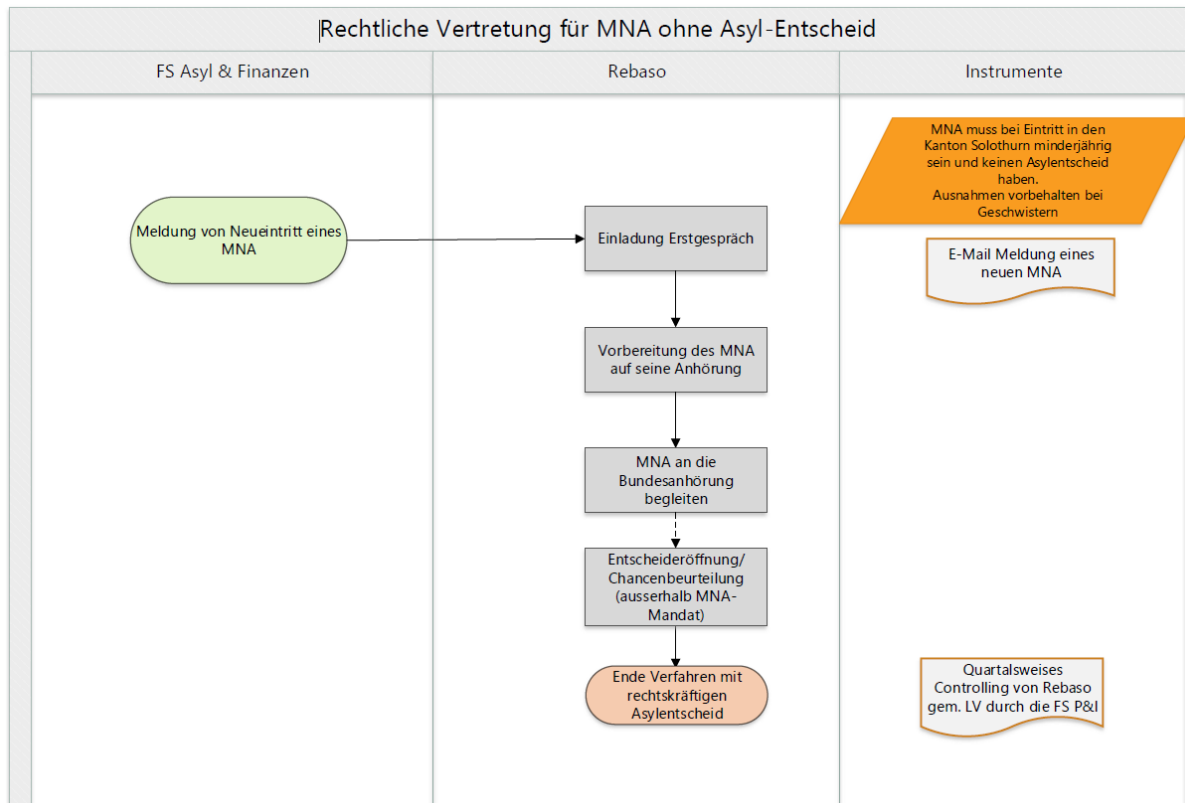 Rechtliche Vertretung für MNA ohne Asyl-Entscheid
FS Asyl & Finanzen
Rebaso
Instrumente
MNA muss bei Eintritt in den
Kanton Solothurn minderjährig
sein und keinen Asylentscheid
haben.
Ausnahmen vorbehalten bei
Geschwistern
Meldung von Neueintritt eines
MNA
Einladung Erstgespräch
E-Mail Meldung eines
neuen MNA
Vorbereitung des MNA
auf seine Anhörung
MNA an die
Bundesanhörung
begleiten
Entscheideröffnung/
Chancenbeurteilung
(ausserhalb MNA-
Mandat)
Ende Verfahren mit
rechtskräftigen
Asylentscheid
Quartalsweises
Controlling von Rebaso
gem. LV durch die FS P&I